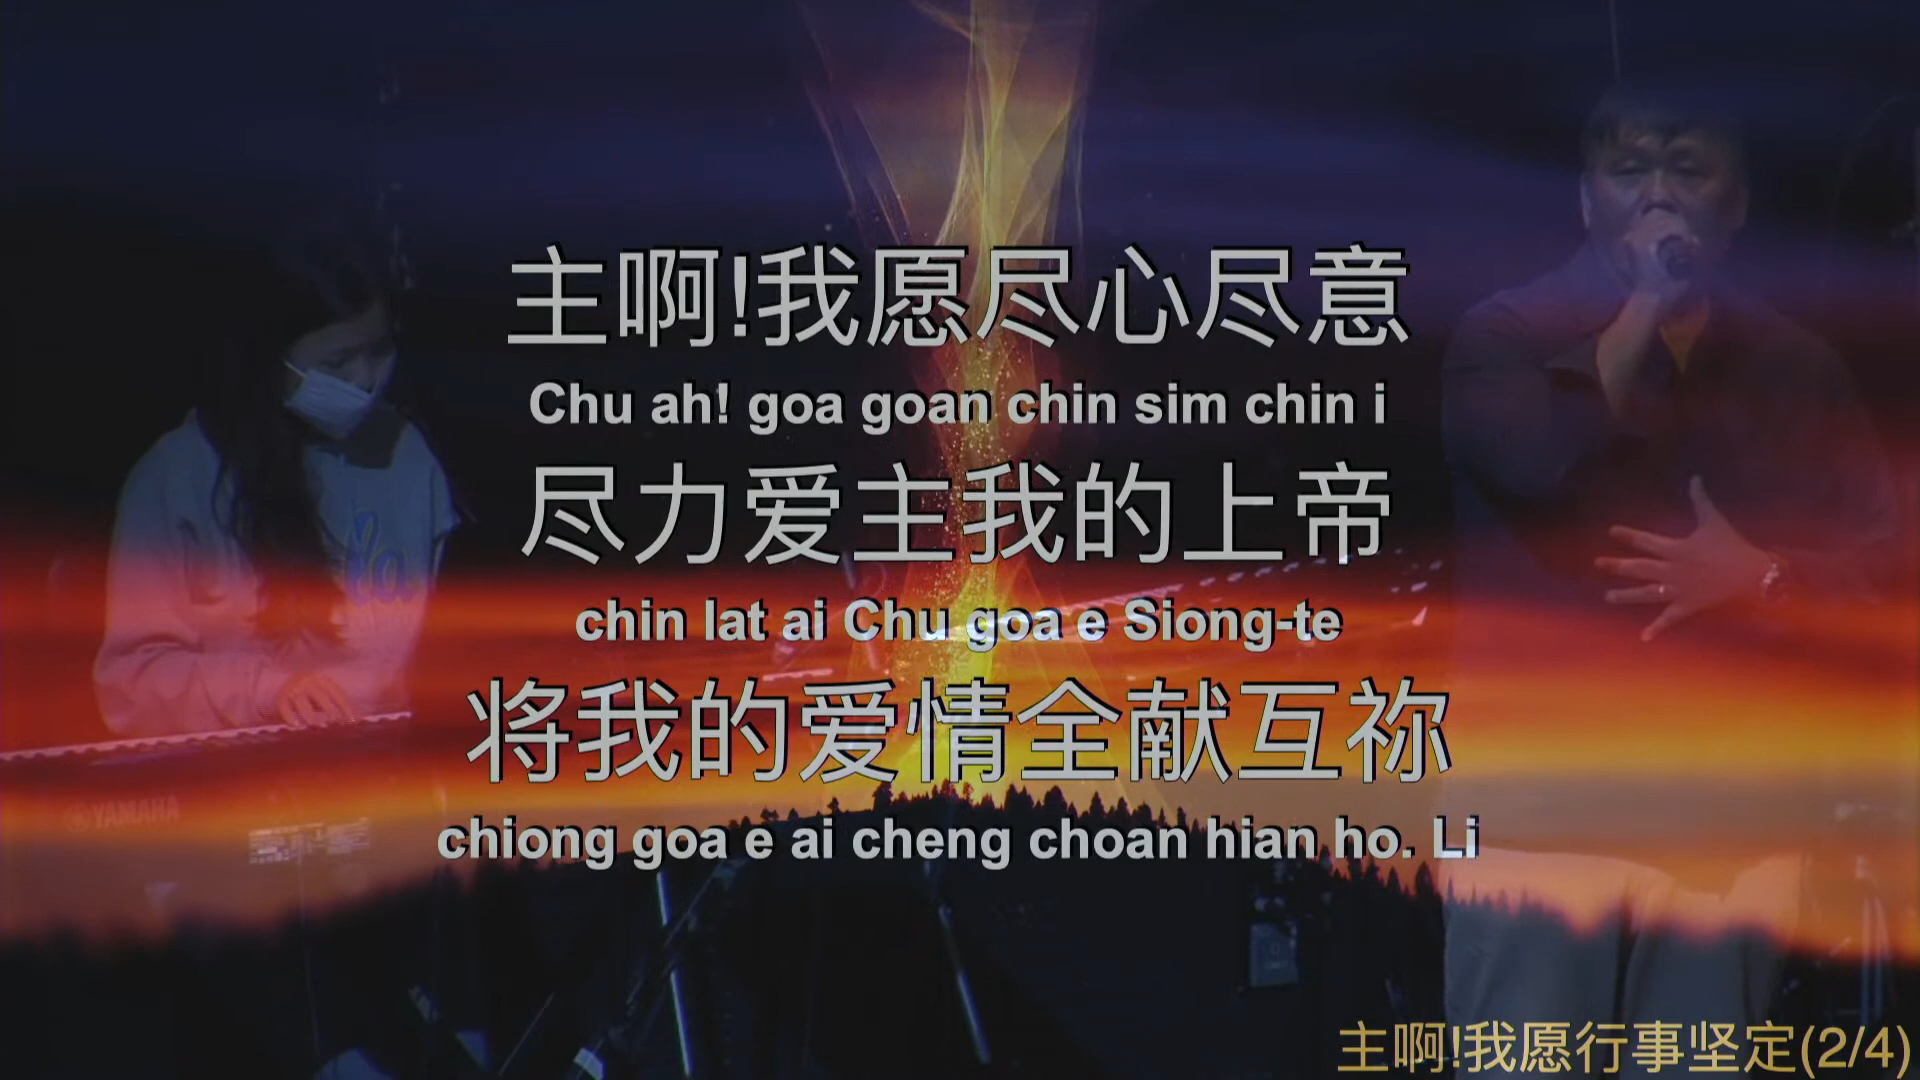 主啊!我愿尽心尽意
Chu ah! goa goan chin sim chin i
尽力爱主我的上帝
chin lat ai Chu goa e Siong-te
将我的爱情全献互祢
chiong goa e ai cheng choan hian ho. Li
YAMAHA
主啊!我愿行事坚定(2/4)